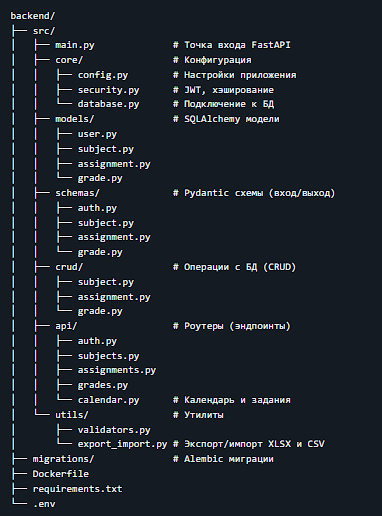 backend/
├── src/
│   ├── main.py             # Точка входа FastAPI
│   ├── core/               # Конфигурация
│   │   ├── config.py       # Настройки приложения
│   │   ├── security.py     # JWT, хэширование
│   │   └── database.py     # Подключение к БД
│   ├── models/             # SQLAlchemy модели
│   │   ├── user.py
│   │   ├── subject.py
│   │   ├── assignment.py
│   │   └── grade.py
│   ├── schemas/            # Pydantic схемы (вход/выход)
│   │   ├── auth.py
│   │   ├── subject.py
│   │   ├── assignment.py
│   │   └── grade.py
│   ├── crud/               # Операции с БД (CRUD)
│   │   ├── subject.py
│   │   ├── assignment.py
│   │   └── grade.py
│   ├── api/                # Роутеры (эндпоинты)
│   │   ├── auth.py
│   │   ├── subjects.py
│   │   ├── assignments.py
│   │   ├── grades.py
│   │   └── calendar.py     # Календарь и задания
│   └── utils/              # Утилиты
│       ├── validators.py
│       └── export_import.py # Экспорт/импорт XLSX и CSV
├── migrations/             # Alembic миграции
├── Dockerfile
├── requirements.txt
└── .env